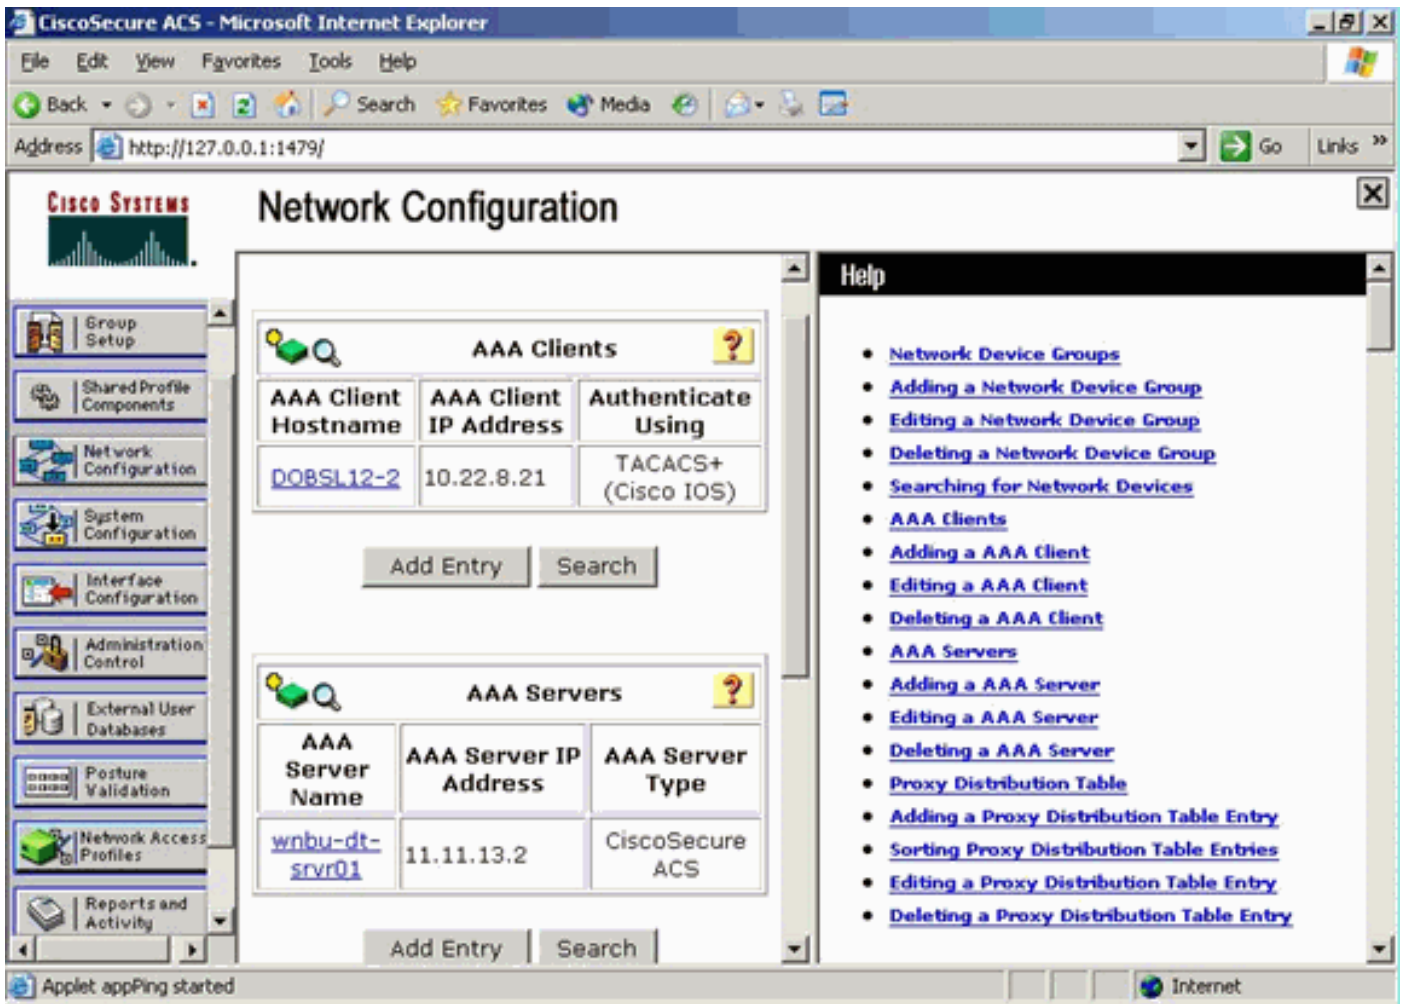 CiscoSecure ACS - Microsoft Internet Explorer
File Edit View Favorites Tools Help
Back Search Favorites Media
Address http://127.0.0.1:1479/ Go Links »
CISCO SYSTEMS
Network Configuration
Group
Setup
Shared Profile
Components
Network
Configuration
System
Configuration
Interface
Configuration
Administration
Control
External User
Databases
Posture
Validation
Network Access
Profiles
Reports and
Activity
AAA Clients ?
AAA Client Hostname AAA Client IP Address Authenticate Using
DOBSL12-2 10.22.8.21 TACACS+ (Cisco IOS)
Add Entry Search
AAA Servers ?
AAA Server Name AAA Server IP Address AAA Server Type
wnbu-dt-srvr01 11.11.13.2 CiscoSecure ACS
Add Entry Search
Help
Network Device Groups
Adding a Network Device Group
Editing a Network Device Group
Deleting a Network Device Group
Searching for Network Devices
AAA Clients
Adding a AAA Client
Editing a AAA Client
Deleting a AAA Client
AAA Servers
Adding a AAA Server
Editing a AAA Server
Deleting a AAA Server
Proxy Distribution Table
Adding a Proxy Distribution Table Entry
Sorting Proxy Distribution Table Entries
Editing a Proxy Distribution Table Entry
Deleting a Proxy Distribution Table Entry
Applet appPing started Internet